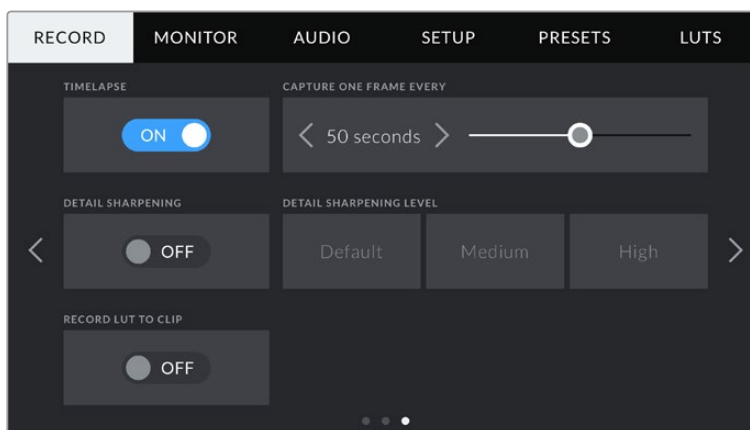 RECORD MONITOR AUDIO SETUP PRESETS LUTS
TIMELAPSE CAPTURE ONE FRAME EVERY
ON 50 seconds
DETAIL SHARPENING DETAIL SHARPENING LEVEL
OFF Default Medium High
RECORD LUT TO CLIP
OFF